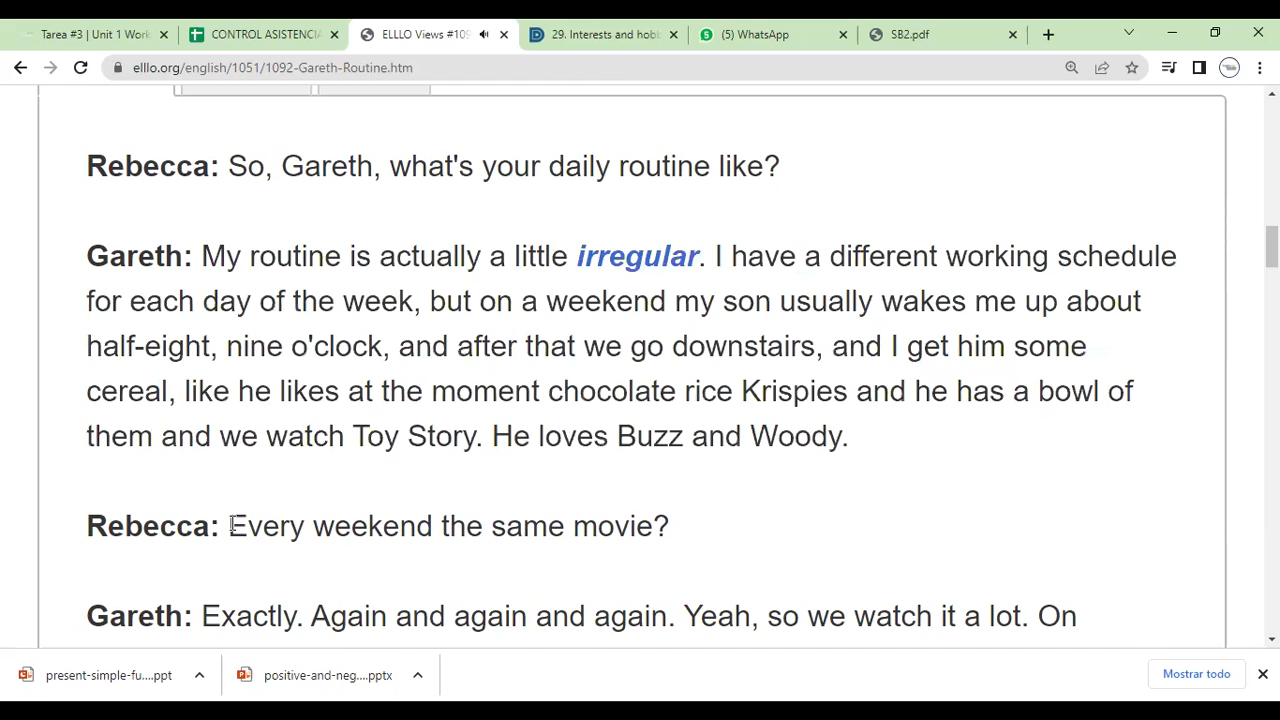 Tarea #3 | Unit 1 Work
CONTROL ASISTENCIA
ELLLO Views #109
29. Interests and hobb
(5) WhatsApp
SB2.pdf
elllo.org/english/1051/1092-Gareth-Routine.htm
Rebecca: So, Gareth, what's your daily routine like?
Gareth: My routine is actually a little irregular. I have a different working schedule
for each day of the week, but on a weekend my son usually wakes me up about
half-eight, nine o'clock, and after that we go downstairs, and I get him some
cereal, like he likes at the moment chocolate rice Krispies and he has a bowl of
them and we watch Toy Story. He loves Buzz and Woody.
Rebecca: Every weekend the same movie?
Gareth: Exactly. Again and again and again. Yeah, so we watch it a lot. On
present-simple-fu....ppt
positive-and-neg....pptx
Mostrar todo